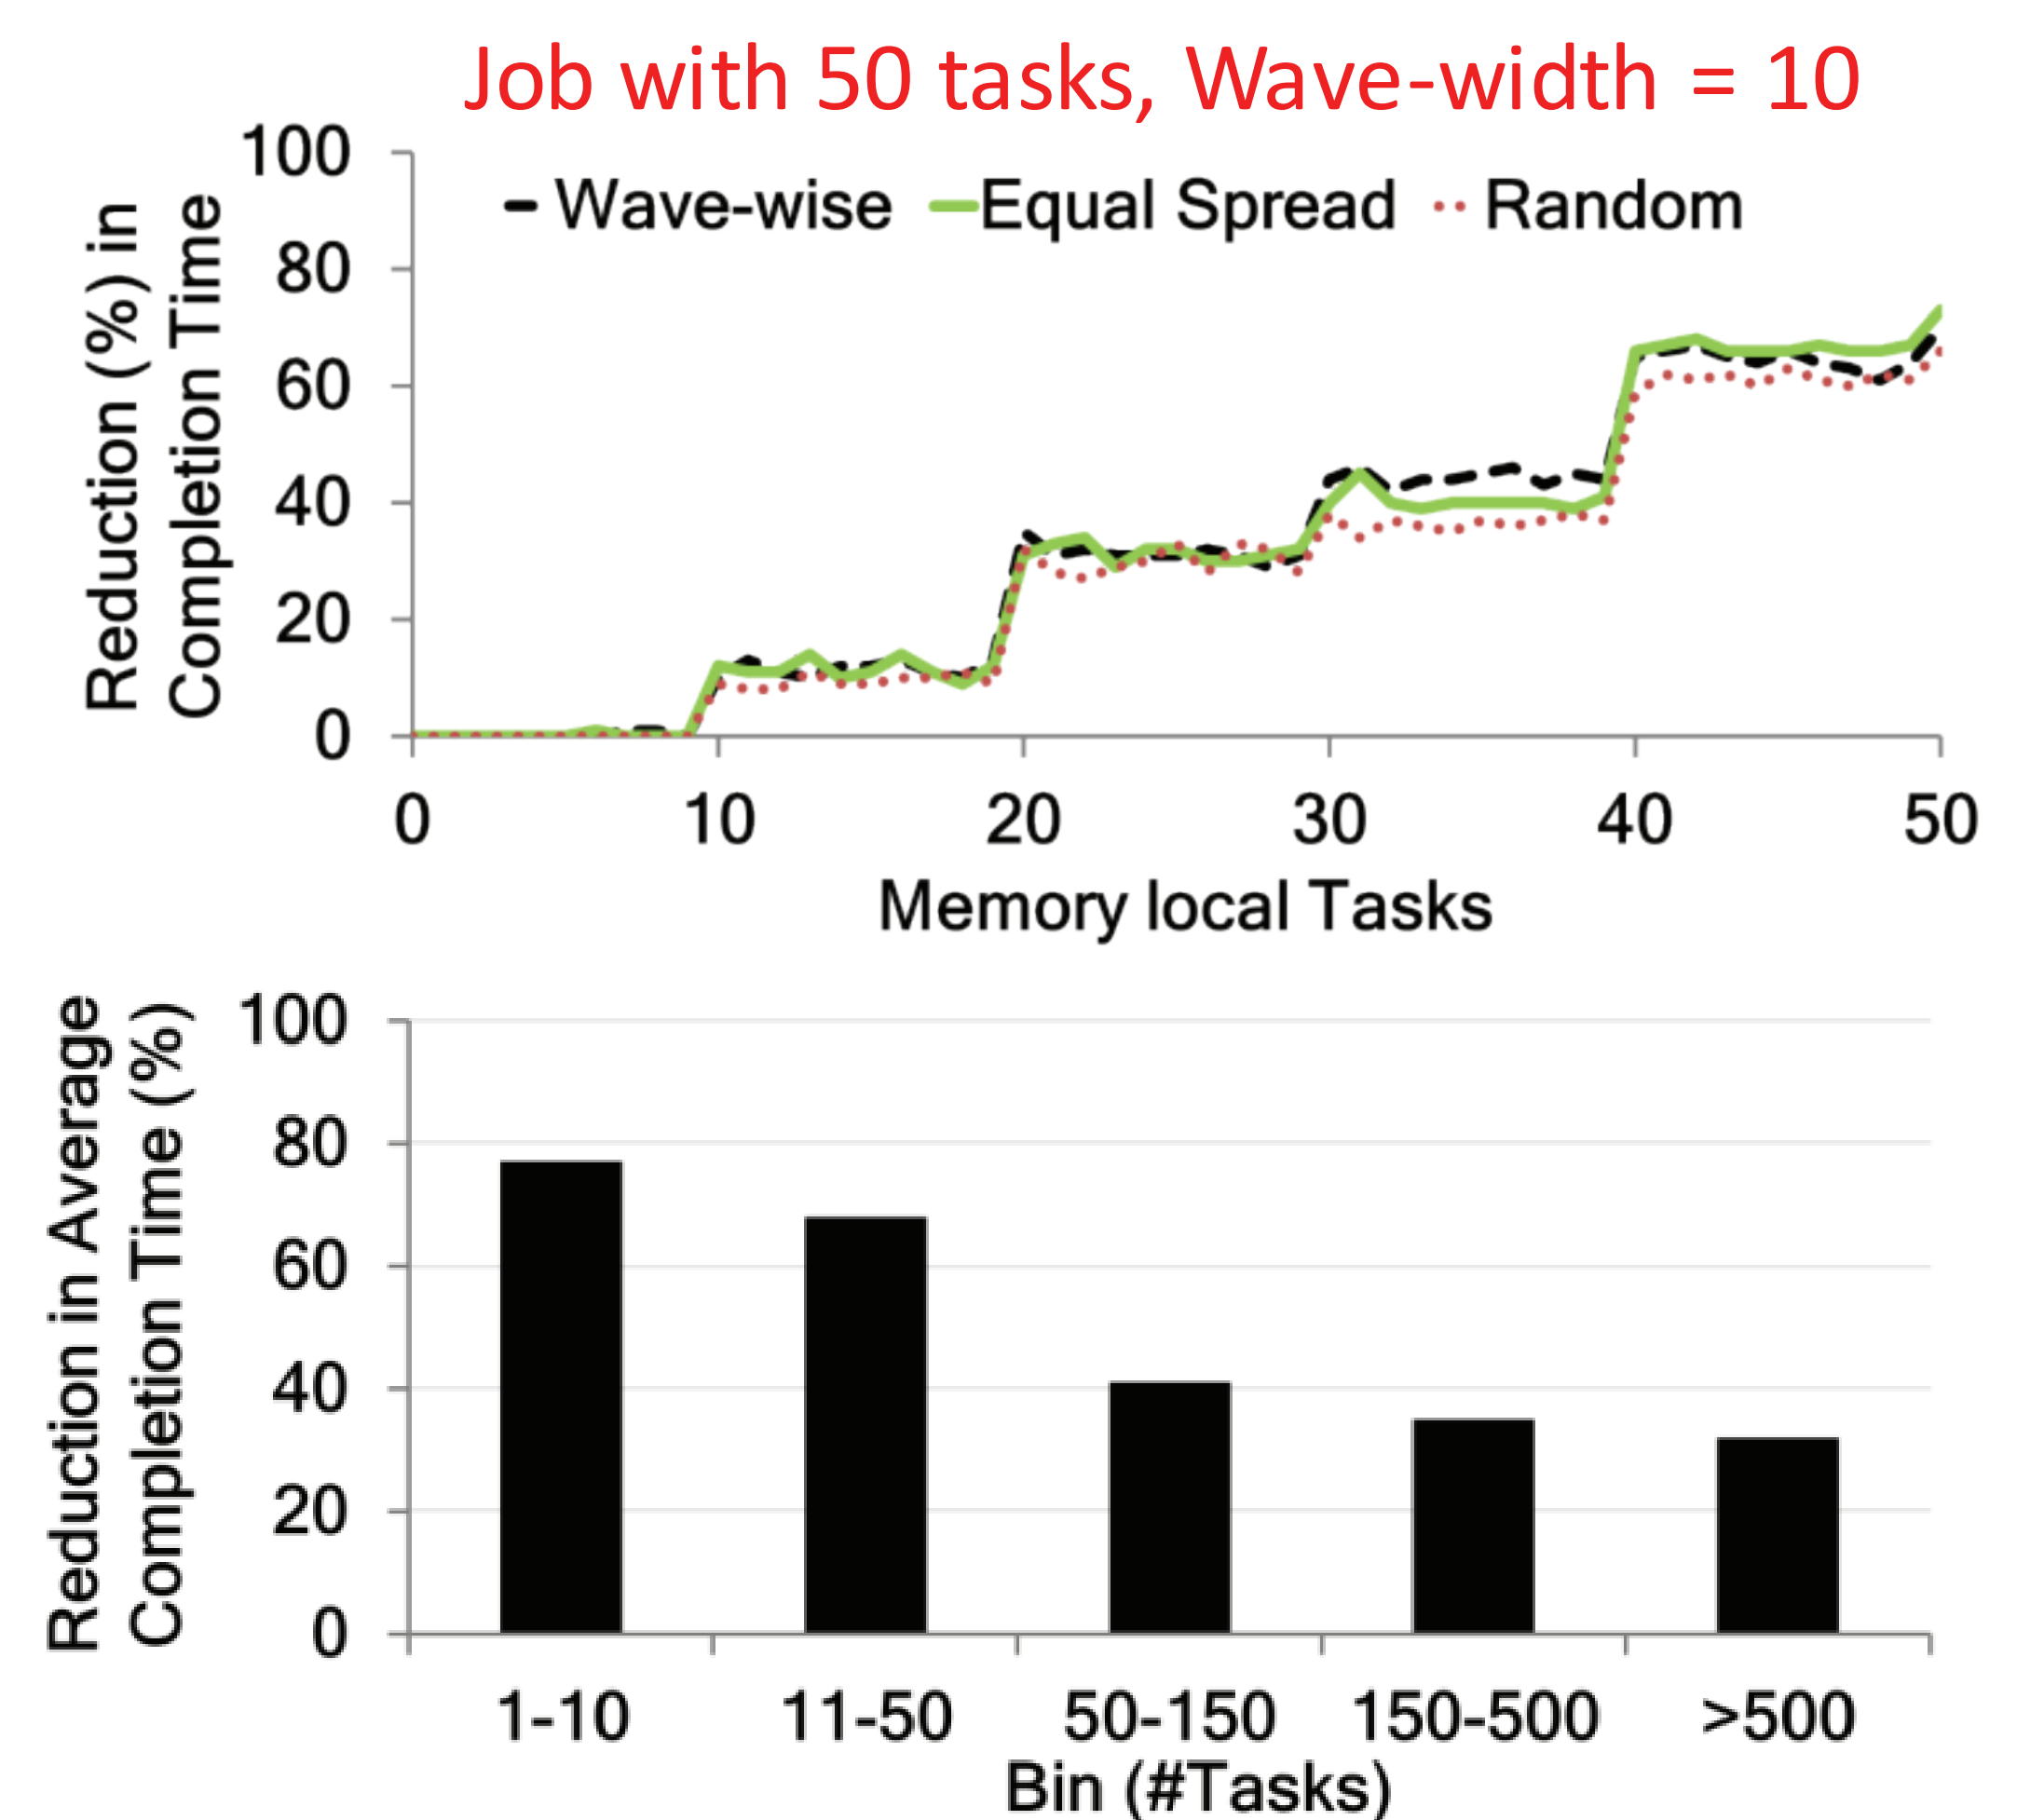 Job with 50 tasks, Wave-width = 10
Reduction (%) in
Completion Time
100
80
60
40
20
0
Wave-wise Equal Spread Random
0 10 20 30 40 50
Memory local Tasks
Reduction in Average
Completion Time (%)
100
80
60
40
20
0
1-10 11-50 50-150 150-500 >500
Bin (#Tasks)